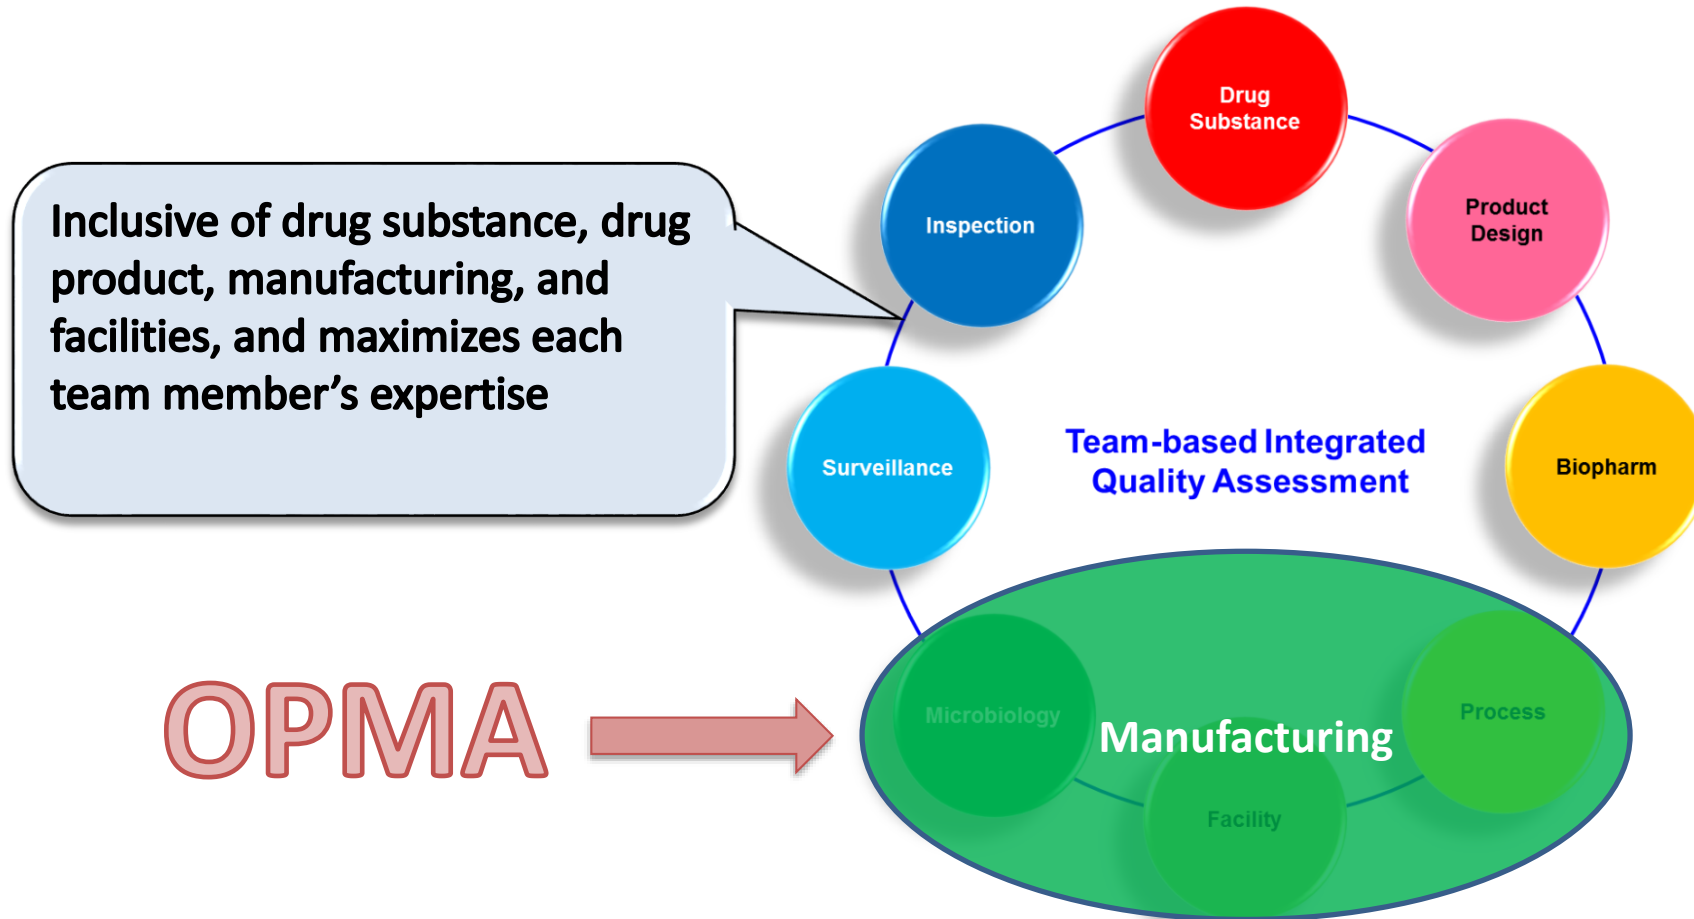 Inclusive of drug substance, drug
product, manufacturing, and
facilities, and maximizes each
team member’s expertise
Drug
Substance
Inspection
Product
Design
Surveillance
Team-based Integrated
Quality Assessment
Biopharm
OPMA
Microbiology
Manufacturing
Process
Facility